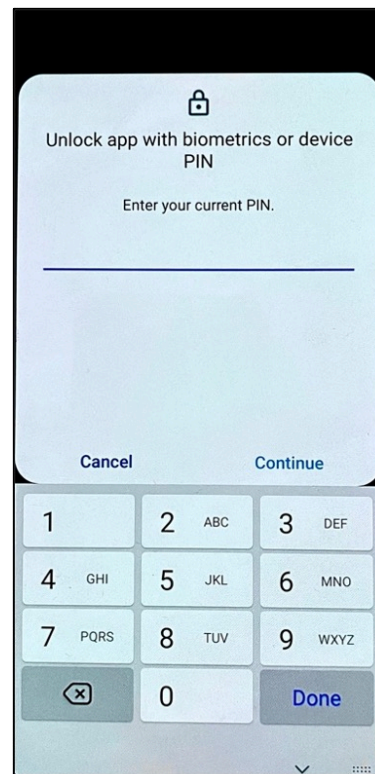 Unlock app with biometrics or device
PIN
Enter your current PIN.
Cancel Continue
1 2 ABC 3 DEF
4 GHI 5 JKL 6 MNO
7 PQRS 8 TUV 9 WXYZ
0 Done